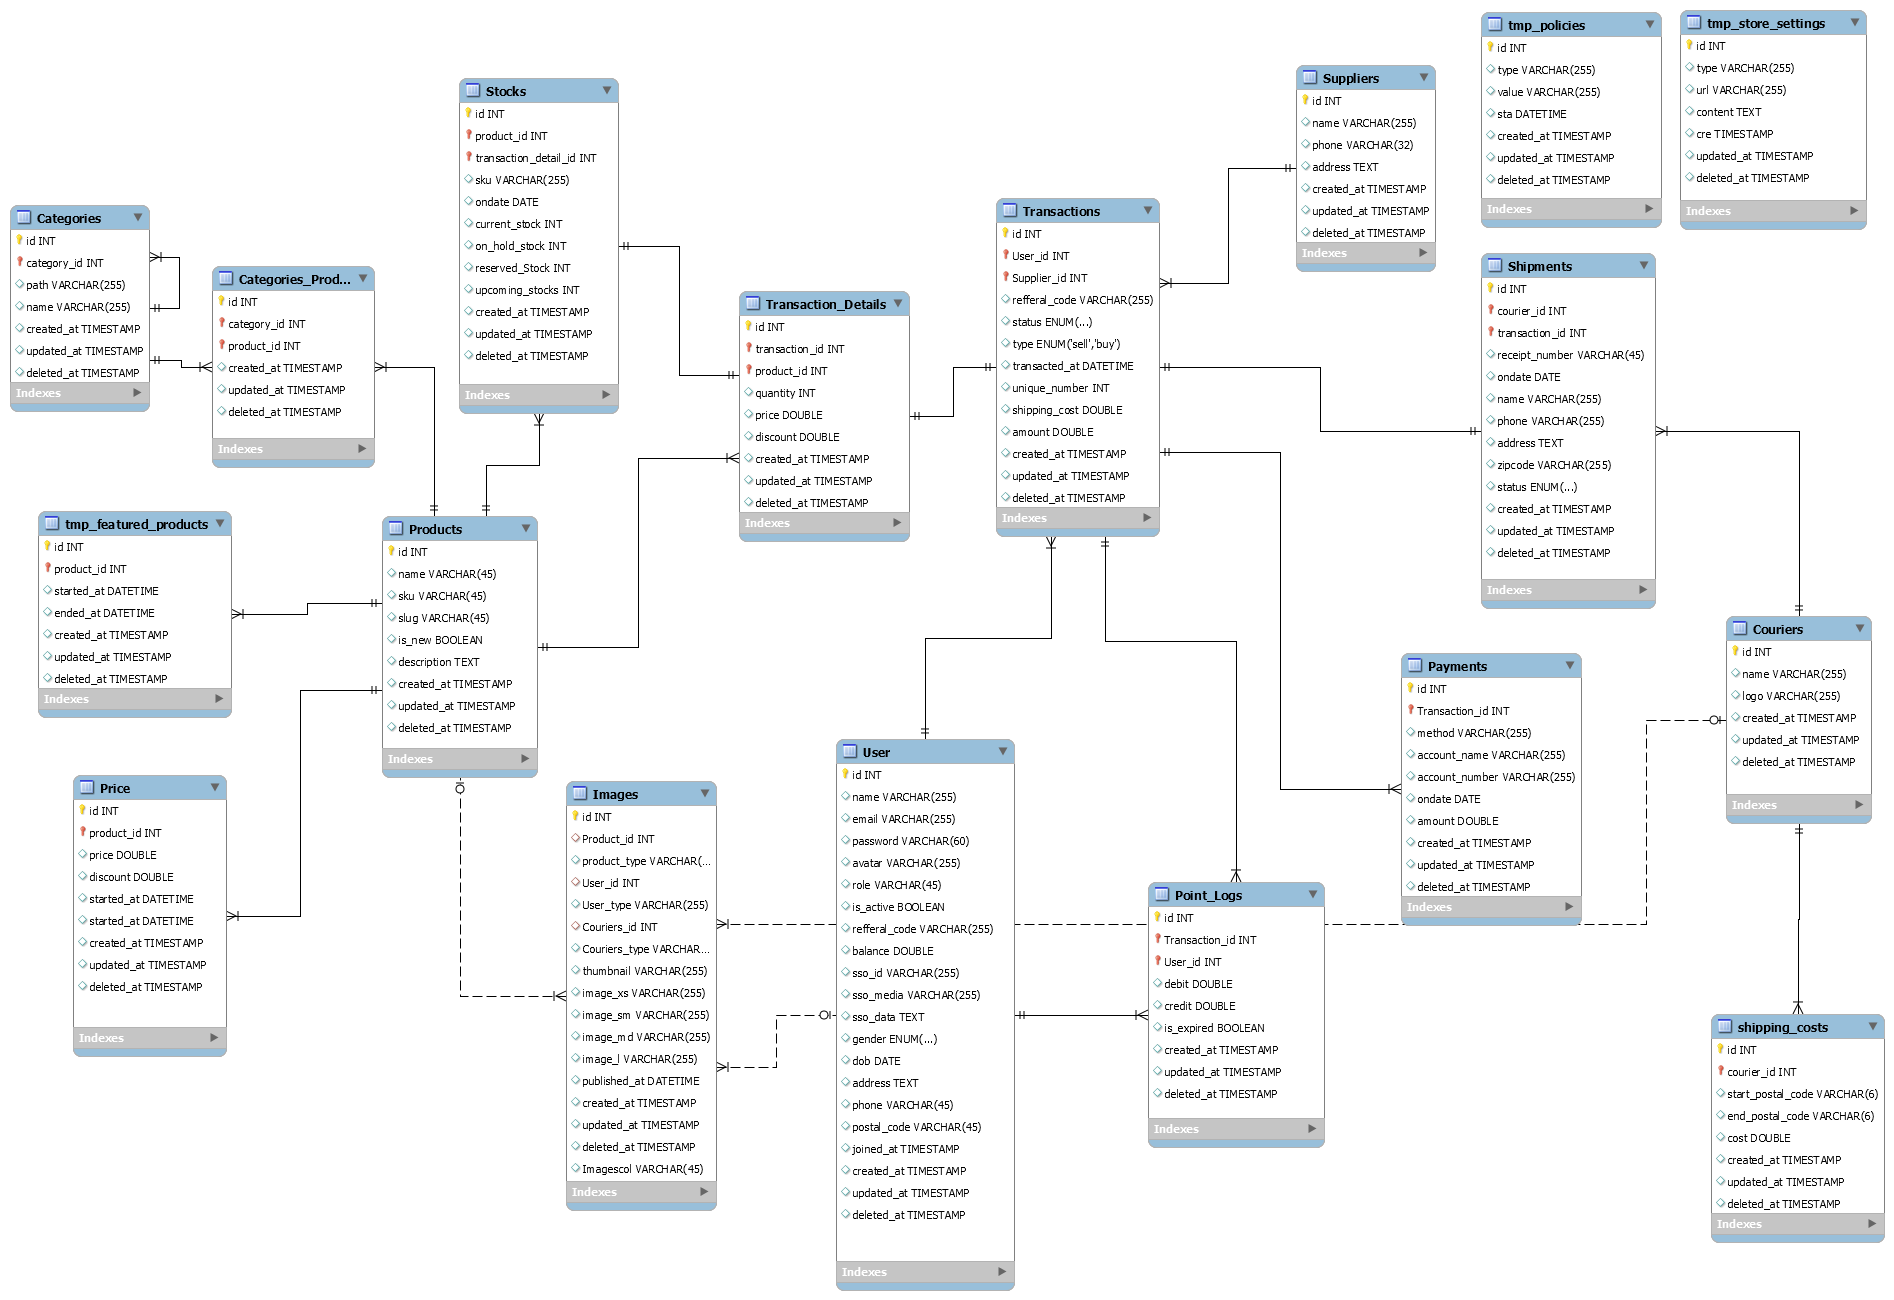 tmp_policies
id INT
type VARCHAR(255)
value VARCHAR(255)
sta DATETIME
created_at TIMESTAMP
updated_at TIMESTAMP
deleted_at TIMESTAMP
Indexes
tmp_store_settings
id INT
type VARCHAR(255)
url VARCHAR(255)
content TEXT
cre TIMESTAMP
updated_at TIMESTAMP
deleted_at TIMESTAMP
Indexes
Suppliers
id INT
name VARCHAR(255)
phone VARCHAR(32)
address TEXT
created_at TIMESTAMP
updated_at TIMESTAMP
deleted_at TIMESTAMP
Indexes
Stocks
id INT
product_id INT
transaction_detail_id INT
sku VARCHAR(255)
ondate DATE
current_stock INT
on_hold_stock INT
reserved_Stock INT
upcoming_stocks INT
created_at TIMESTAMP
updated_at TIMESTAMP
deleted_at TIMESTAMP
Indexes
Categories
id INT
category_id INT
path VARCHAR(255)
name VARCHAR(255)
created_at TIMESTAMP
updated_at TIMESTAMP
deleted_at TIMESTAMP
Indexes
Categories_Prod...
id INT
category_id INT
product_id INT
created_at TIMESTAMP
updated_at TIMESTAMP
deleted_at TIMESTAMP
Indexes
Transaction_Details
id INT
transaction_id INT
product_id INT
quantity INT
price DOUBLE
discount DOUBLE
created_at TIMESTAMP
updated_at TIMESTAMP
deleted_at TIMESTAMP
Indexes
Transactions
id INT
User_id INT
Supplier_id INT
refferal_code VARCHAR(255)
status ENUM(...)
type ENUM('sell','buy')
transacted_at DATETIME
unique_number INT
shipping_cost DOUBLE
amount DOUBLE
created_at TIMESTAMP
updated_at TIMESTAMP
deleted_at TIMESTAMP
Indexes
Shipments
id INT
courier_id INT
transaction_id INT
receipt_number VARCHAR(45)
ondate DATE
name VARCHAR(255)
phone VARCHAR(255)
address TEXT
zipcode VARCHAR(255)
status ENUM(...)
created_at TIMESTAMP
updated_at TIMESTAMP
deleted_at TIMESTAMP
Indexes
tmp_featured_products
id INT
product_id INT
started_at DATETIME
ended_at DATETIME
created_at TIMESTAMP
updated_at TIMESTAMP
deleted_at TIMESTAMP
Indexes
Products
id INT
name VARCHAR(45)
sku VARCHAR(45)
slug VARCHAR(45)
is_new BOOLEAN
description TEXT
created_at TIMESTAMP
updated_at TIMESTAMP
deleted_at TIMESTAMP
Indexes
Couriers
id INT
name VARCHAR(255)
logo VARCHAR(255)
created_at TIMESTAMP
updated_at TIMESTAMP
deleted_at TIMESTAMP
Indexes
Payments
id INT
Transaction_id INT
method VARCHAR(255)
account_name VARCHAR(255)
account_number VARCHAR(255)
ondate DATE
amount DOUBLE
created_at TIMESTAMP
updated_at TIMESTAMP
deleted_at TIMESTAMP
Indexes
Price
id INT
product_id INT
price DOUBLE
discount DOUBLE
started_at DATETIME
started_at DATETIME
created_at TIMESTAMP
updated_at TIMESTAMP
deleted_at TIMESTAMP
Indexes
Images
id INT
Product_id INT
product_type VARCHAR(...
User_id INT
User_type VARCHAR(255)
Couriers_id INT
Couriers_type VARCHAR...
thumbnail VARCHAR(255)
image_xs VARCHAR(255)
image_sm VARCHAR(255)
image_md VARCHAR(255)
image_l VARCHAR(255)
published_at DATETIME
created_at TIMESTAMP
updated_at TIMESTAMP
deleted_at TIMESTAMP
Imagescol VARCHAR(45)
Indexes
User
id INT
name VARCHAR(255)
email VARCHAR(255)
password VARCHAR(60)
avatar VARCHAR(255)
role VARCHAR(45)
is_active BOOLEAN
refferal_code VARCHAR(255)
balance DOUBLE
sso_id VARCHAR(255)
sso_media VARCHAR(255)
sso_data TEXT
gender ENUM(...)
dob DATE
address TEXT
phone VARCHAR(45)
postal_code VARCHAR(45)
joined_at TIMESTAMP
created_at TIMESTAMP
updated_at TIMESTAMP
deleted_at TIMESTAMP
Indexes
Point_Logs
id INT
Transaction_id INT
User_id INT
debit DOUBLE
credit DOUBLE
is_expired BOOLEAN
created_at TIMESTAMP
updated_at TIMESTAMP
deleted_at TIMESTAMP
Indexes
shipping_costs
id INT
courier_id INT
start_postal_code VARCHAR(6)
end_postal_code VARCHAR(6)
cost DOUBLE
created_at TIMESTAMP
updated_at TIMESTAMP
deleted_at TIMESTAMP
Indexes